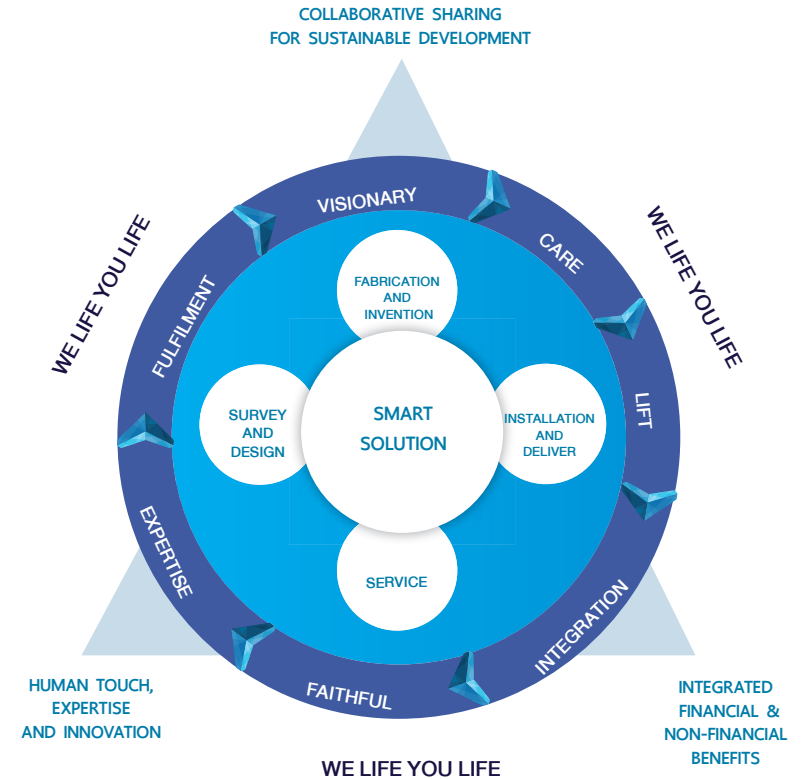 COLLABORATIVE SHARING
FOR SUSTAINABLE DEVELOPMENT
VISIONARY
CARE
LIFT
INTEGRATION
FAITHFUL
EXPERTISE
FULFILMENT
WE LIFE YOU LIFE
WE LIFE YOU LIFE
FABRICATION
AND
INVENTION
SURVEY
AND
DESIGN
SMART
SOLUTION
INSTALLATION
AND
DELIVER
SERVICE
HUMAN TOUCH,
EXPERTISE
AND INNOVATION
INTEGRATED
FINANCIAL &
NON-FINANCIAL
BENEFITS
WE LIFE YOU LIFE